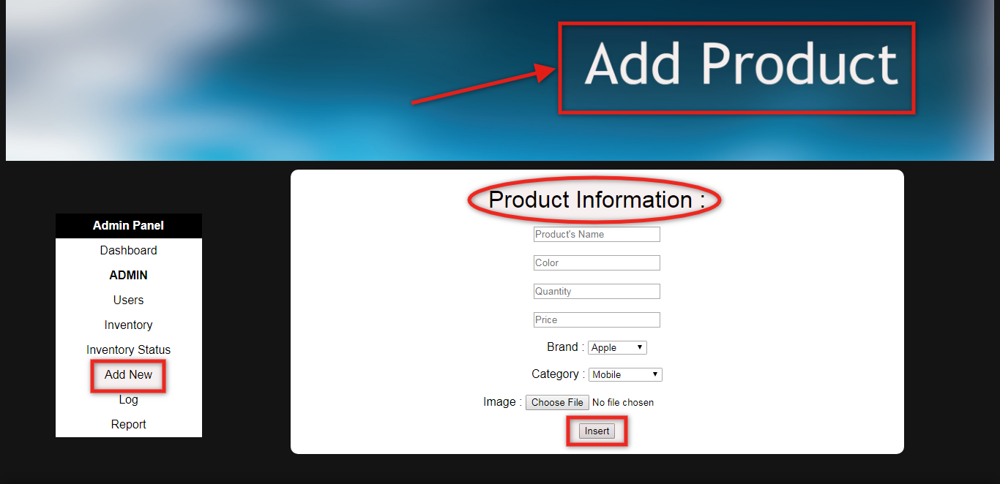 Add Product
Admin Panel
Dashboard
ADMIN
Users
Inventory
Inventory Status
Add New
Log
Report
Product Information :
Product's Name
Color
Quantity
Price
Brand : Apple
Category : Mobile
Image : Choose File No file chosen
Insert